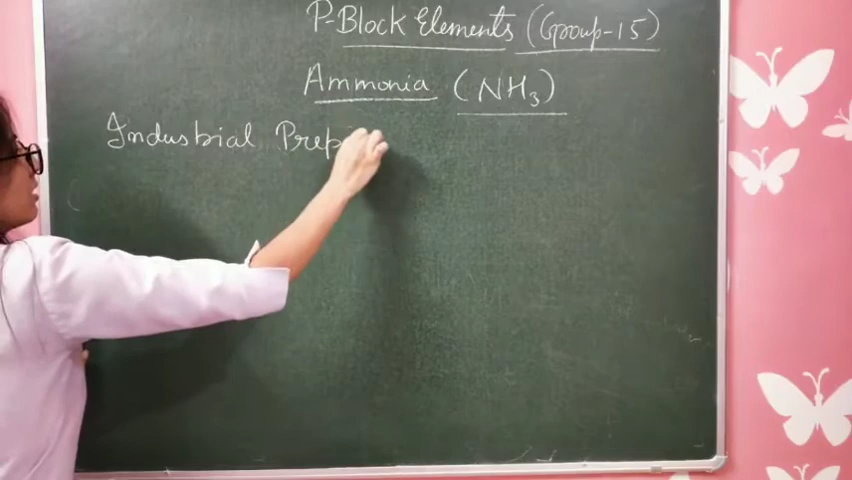 P-Block Elements (Group-15)
Ammonia (NH₃)
Industrial Prep